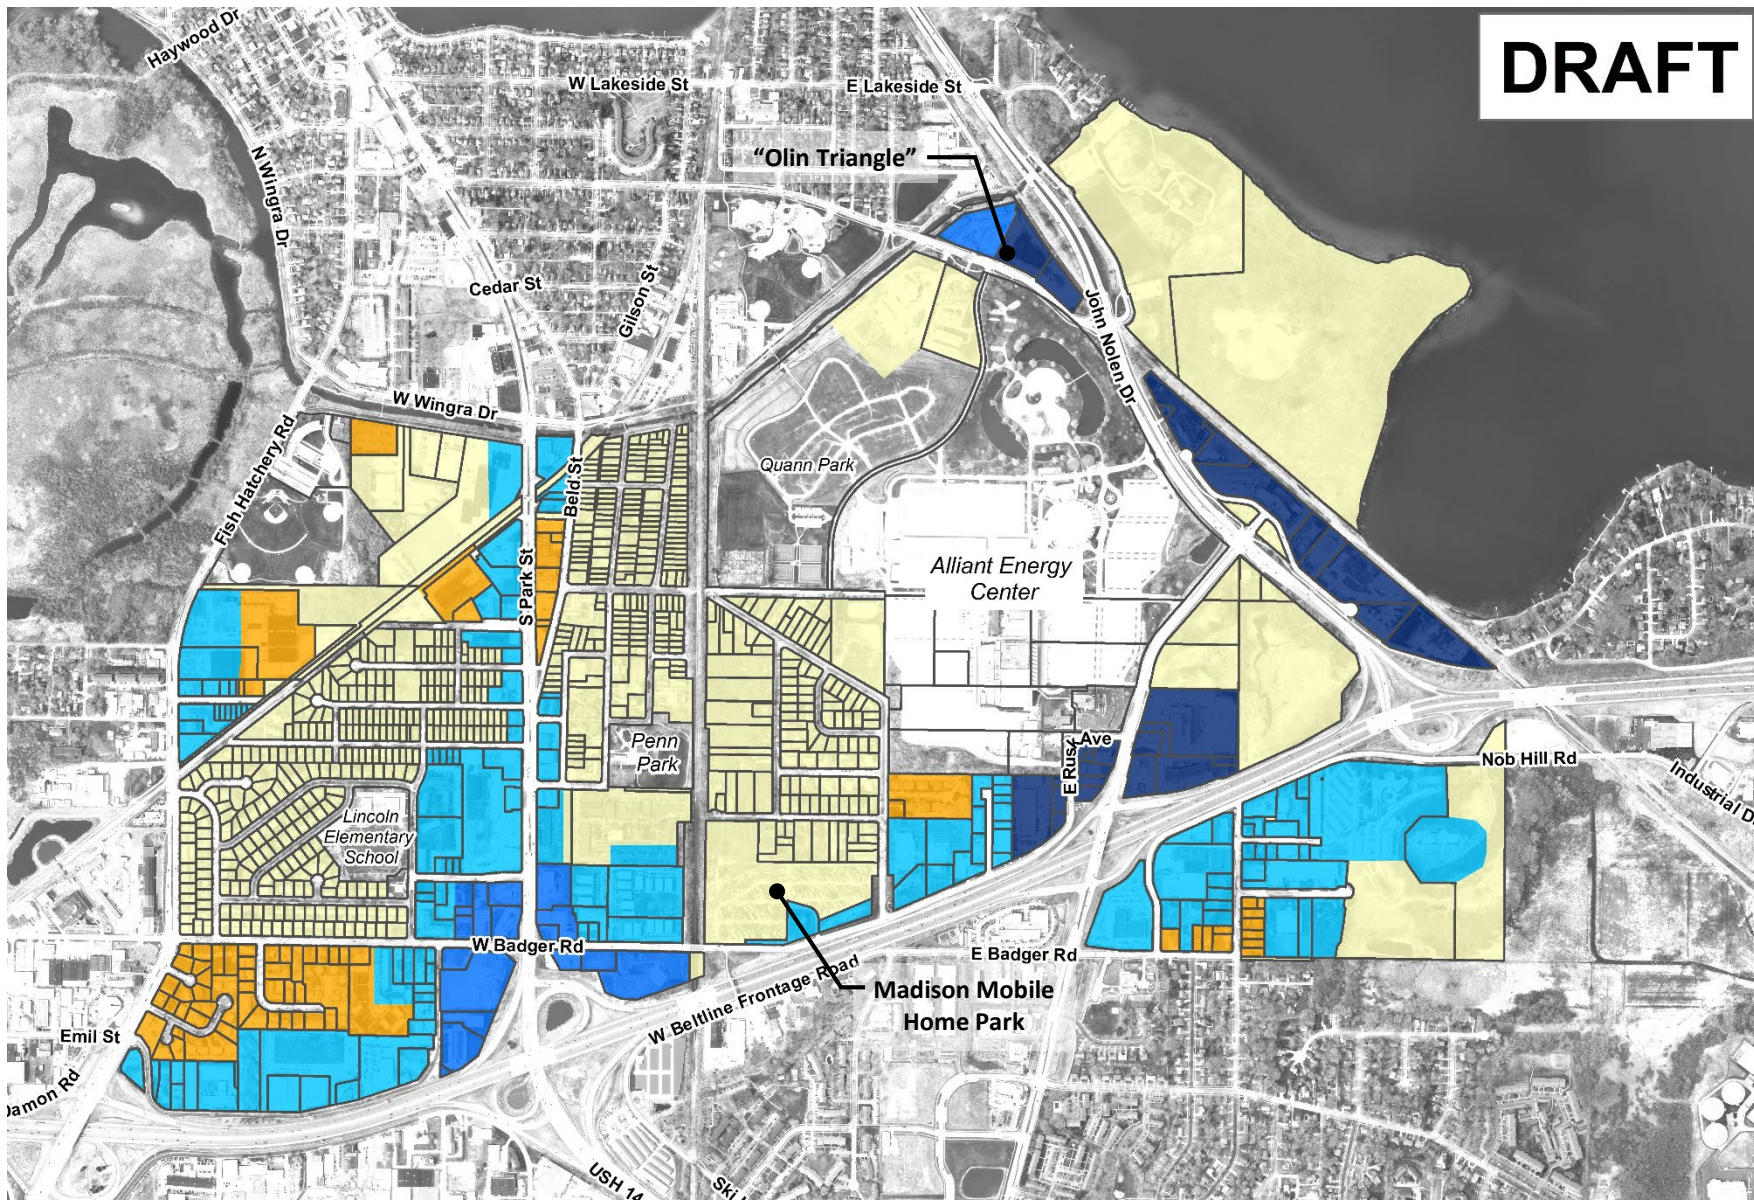 DRAFT
Haywood Dr
W Lakeside St
E Lakeside St
"Olin Triangle"
N Wingra Dr
Cedar St
Gilson St
John Nolen Dr
W Wingra Dr
Fish Hatchery Rd
Beld St
Quann Park
S Park St
Alliant Energy
Center
Penn
Park
E Rusk Ave
Nob Hill Rd
Industrial
Lincoln
Elementary
School
W Badger Rd
E Badger Rd
W Beltline Frontage Road
Madison Mobile
Home Park
Emil St
Damon Rd
USH 14